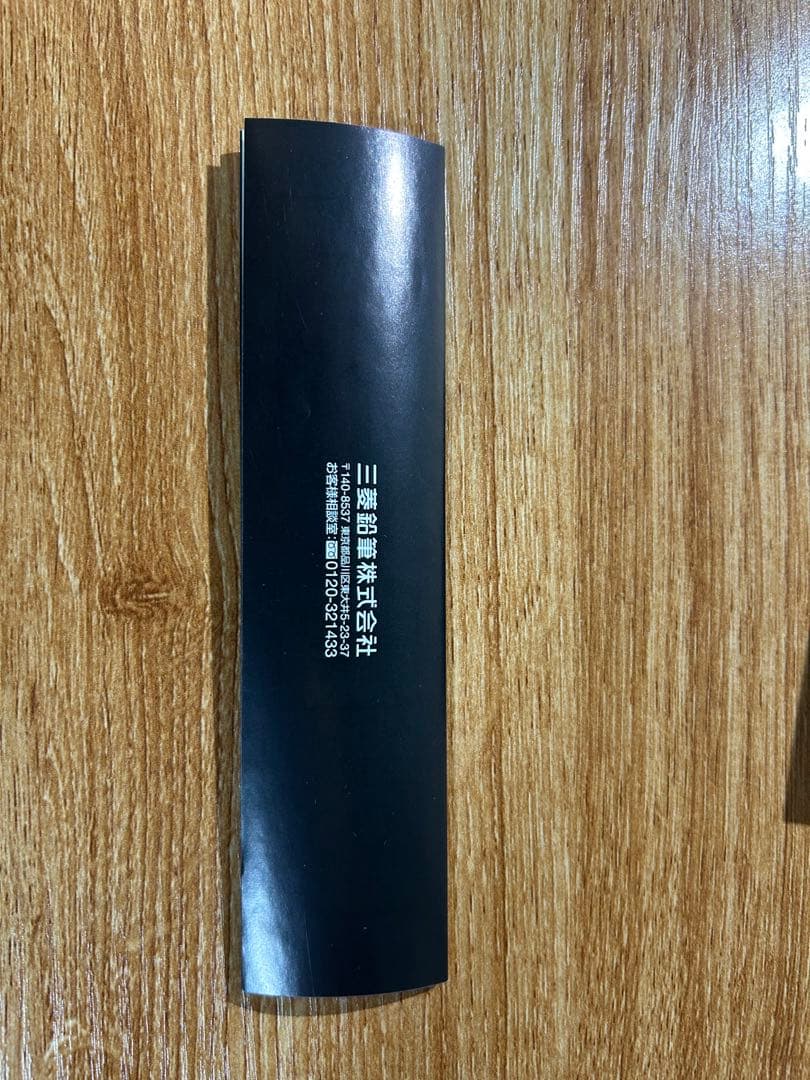 三菱鉛筆株式会社
〒140-8537 東京都品川区東大井5-23-37
お客様相談室:0120-321433